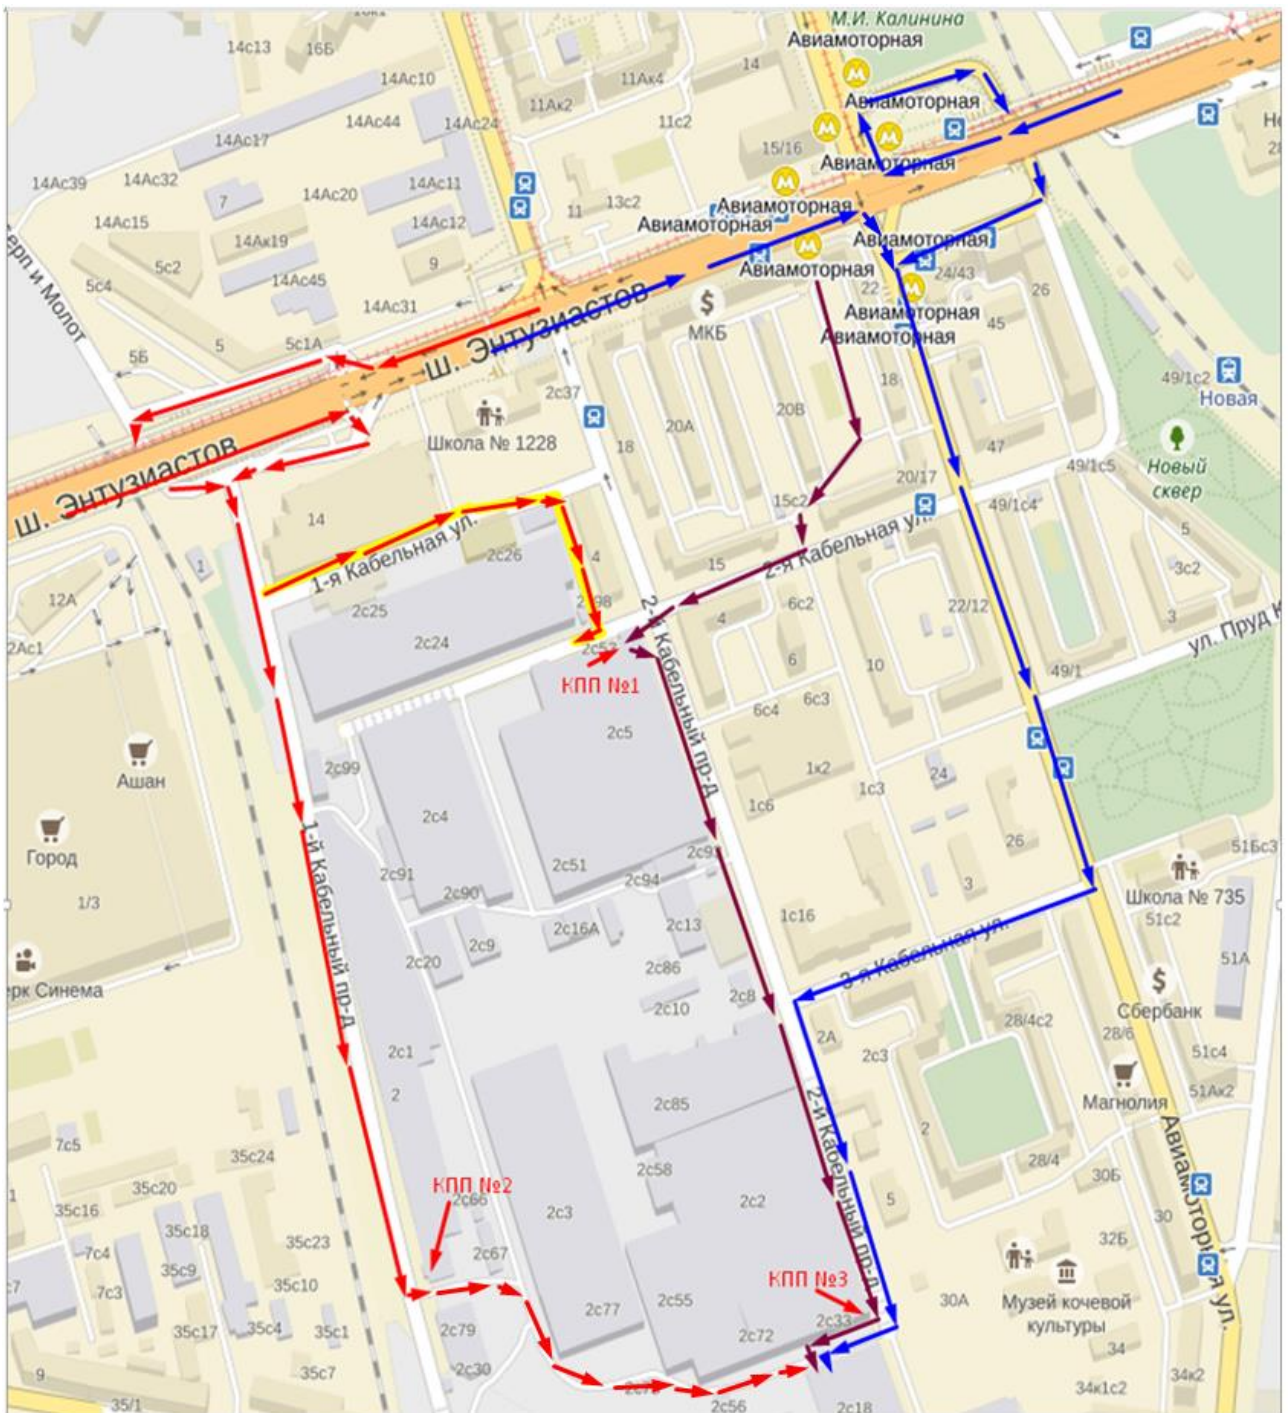 М.И. Калинина
Авиамоторная
14с13
16Б
14Ас10
11Ак4
14
11Ак2
Авиамоторная
14Ас44
14Ас24
11с2
14Ас17
15/16
Авиамоторная
14Ас39
14Ас32
14Ас20
14Ас11
7
11
13с2
Авиамоторная
Авиамоторная
14Ас15
14Ас12
14Ак19
Авиамоторная
5с2
9
Авиамоторная
24/43
5с4
14Ас45
22
26
14Ас31
Авиамоторная
45
МКБ
Авиамоторная
ш. Энтузиастов
5
5с1А
5Б
18
49/1с2
Новая
2с37
20В
20А
Школа № 1228
18
47
49/1с5
Новый
сквер
ш. Энтузиастов
20/17
15с2
49/1с4
14
5
1-я Кабельная ул.
2с26
4
2-я Кабельная ул.
15
3с2
1
12А
2с25
6с2
22/12
3
2с24
4
ул. Пруд
2Ас1
6
10
49/1
КПП №1
2-й Кабельный пр-д
6с4
6с3
2с5
2с99
Ашан
1к2
24
1с3
2с4
1с6
Город
26
51Бс3
2с51
2с91
2с94
2с90
3
Школа № 735
1/3
1-й Кабельный пр-д
2с16А
2с13
1с16
51с2
2с9
3-я Кабельная ул.
2с20
2с86
51А
2с8
2с10
Сбербанк
28/4с2
28/6
2А
2с3
2с1
51с4
2
Магнолия
51Ак2
2с85
2-й Кабельный пр-д
7с5
2
35с24
28/4
30Б
КПП №2
2с58
35с20
2с66
2с2
5
35с16
2с3
30
35с18
Авиамоторная ул.
7с4
35с23
2с67
32Б
35с9
КПП №3
7с3
35с10
30А
Музей кочевой
культуры
2с77
2с55
2с33
35с17
35с4
35с1
2с79
2с72
34
2с30
35с7
9
34к2
34к1с2
35/1
2с56
2с18